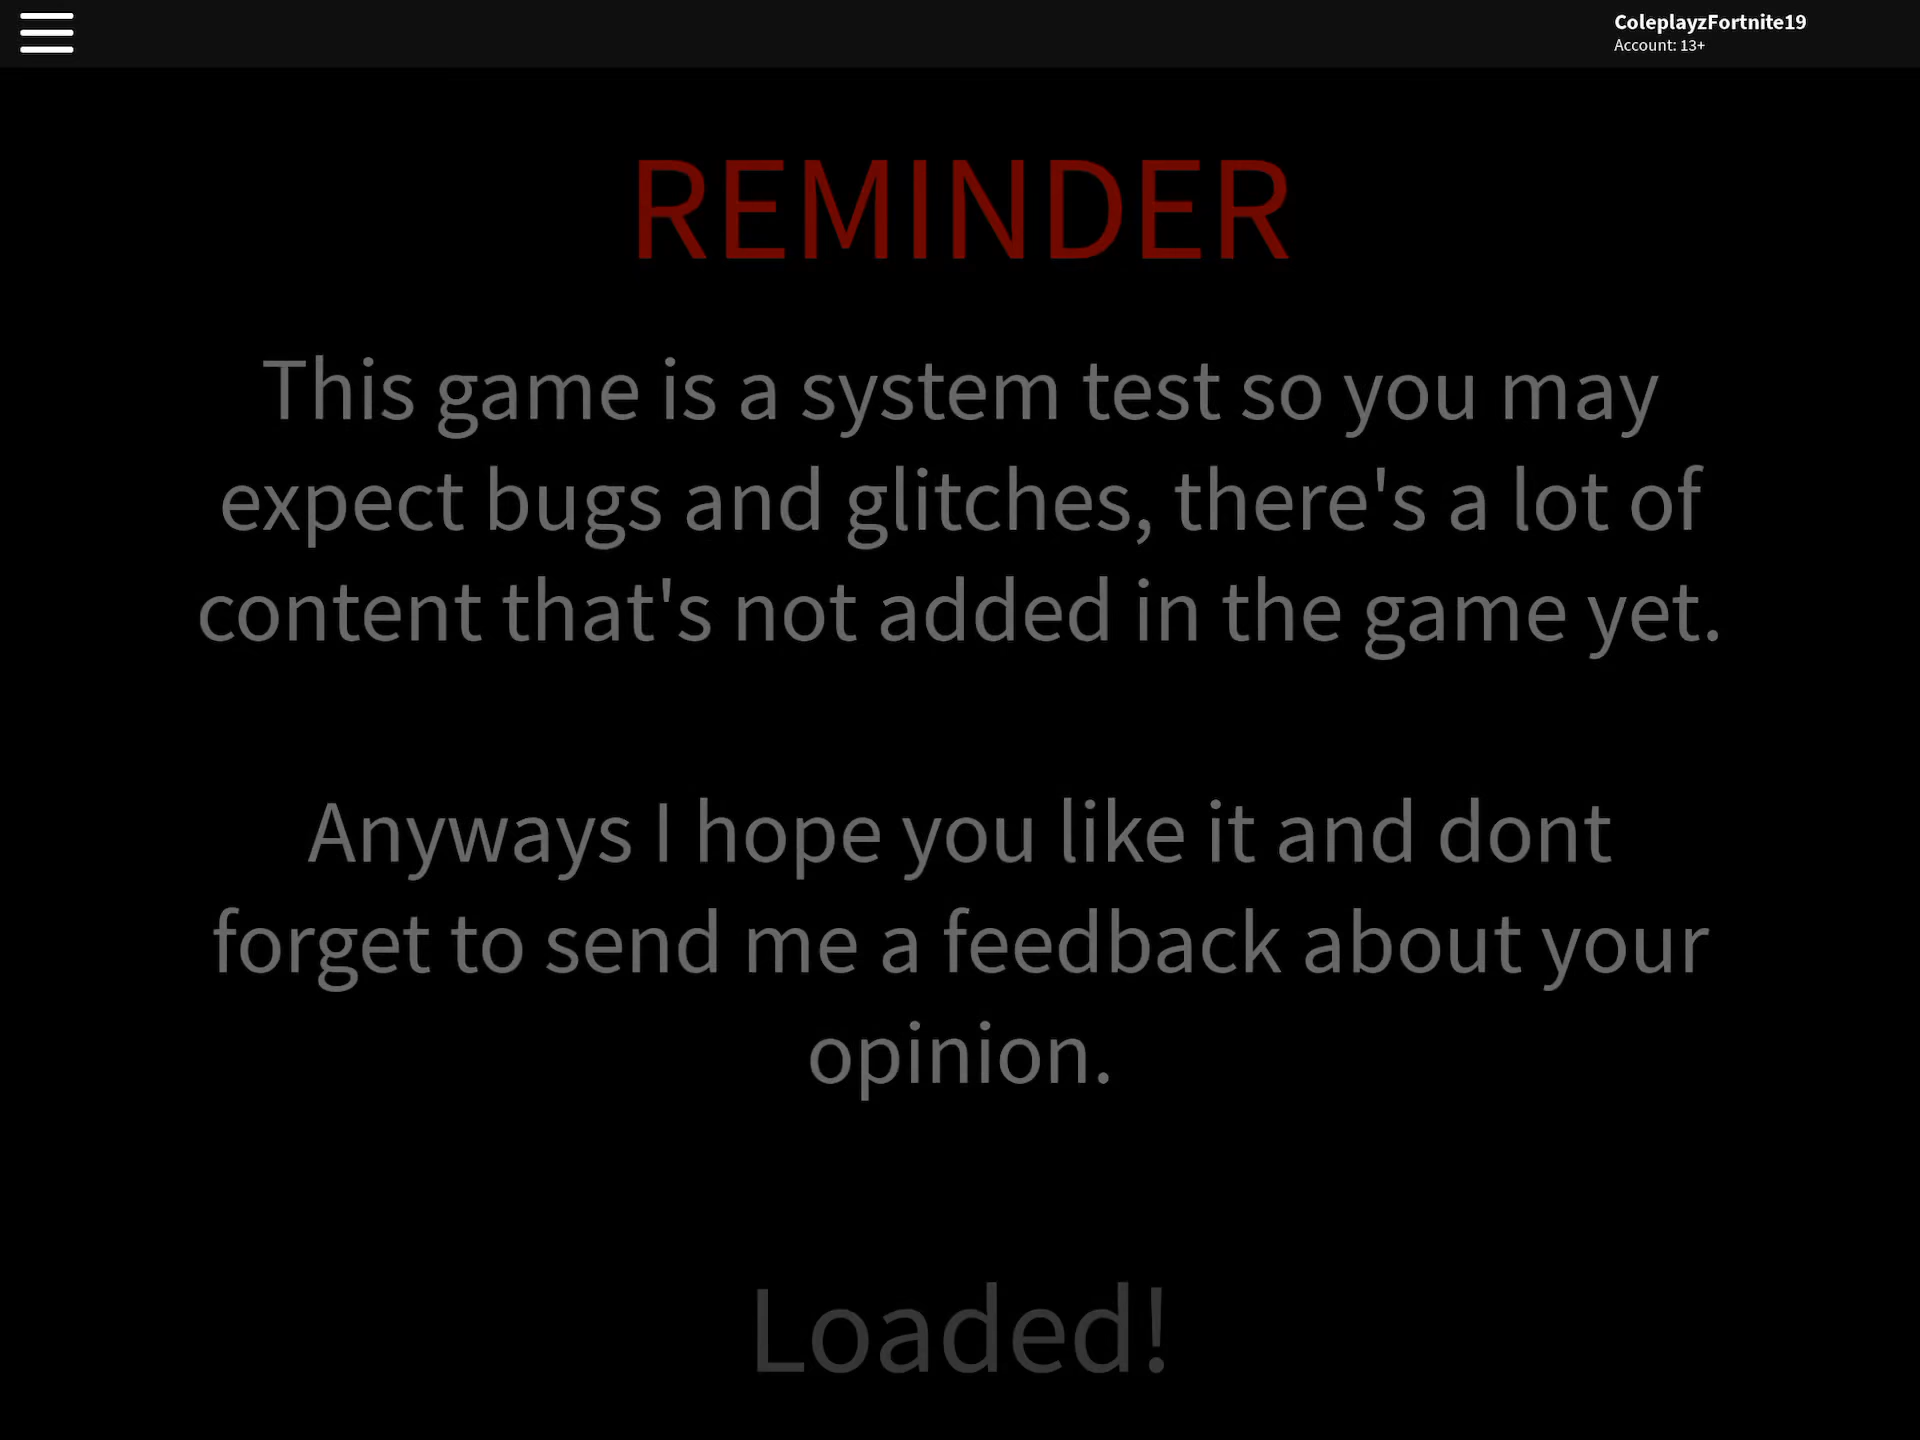 ColeplayzFortnite19
Account: 13+
REMINDER
This game is a system test so you may
expect bugs and glitches, there's a lot of
content that's not added in the game yet.
Anyways I hope you like it and dont
forget to send me a feedback about your
opinion.
Loaded!